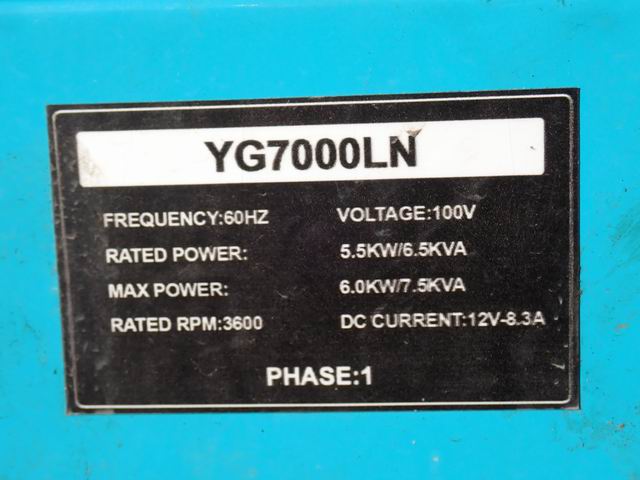 YG7000LN
FREQUENCY:60HZ VOLTAGE:100V
RATED POWER: 5.5KW/6.5KVA
MAX POWER: 6.0KW/7.5KVA
RATED RPM:3600 DC CURRENT:12V-8.3A
PHASE:1